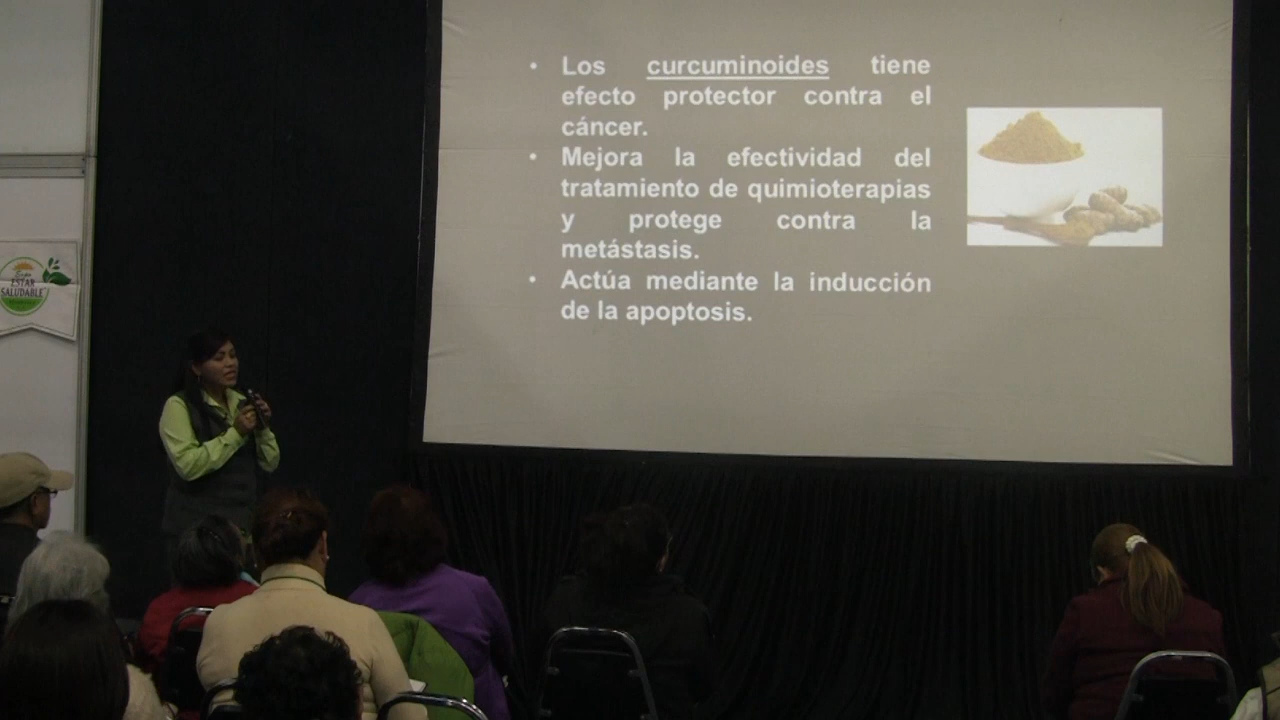 • Los curcuminoides tiene
efecto protector contra el
cáncer.
• Mejora la efectividad del
tratamiento de quimioterapias
y protege contra la
metástasis.
• Actúa mediante la inducción
de la apoptosis.
Expo
ESTAR
SALUDABLE